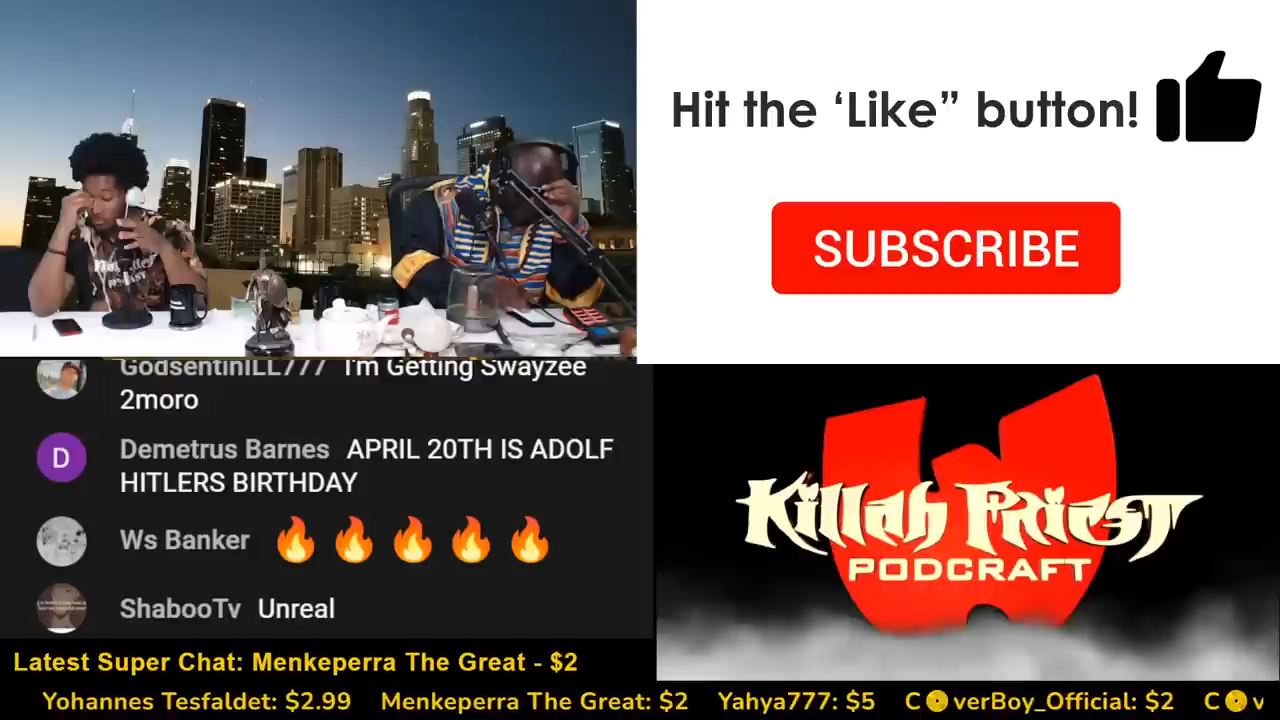 Hit the ‘Like” button!
SUBSCRIBE
GodsentiniLL777 I'm Getting Swayzee
2moro
D
Demetrus Barnes APRIL 20TH IS ADOLF
HITLERS BIRTHDAY
Ws Banker 🔥🔥🔥🔥🔥
ShabooTv Unreal
Killah Priest
PODCRAFT
Latest Super Chat: Menkeperra The Great - $2
Yohannes Tesfaldet: $2.99 Menkeperra The Great: $2 Yahya777: $5 C📀verBoy_Official: $2 C📀v